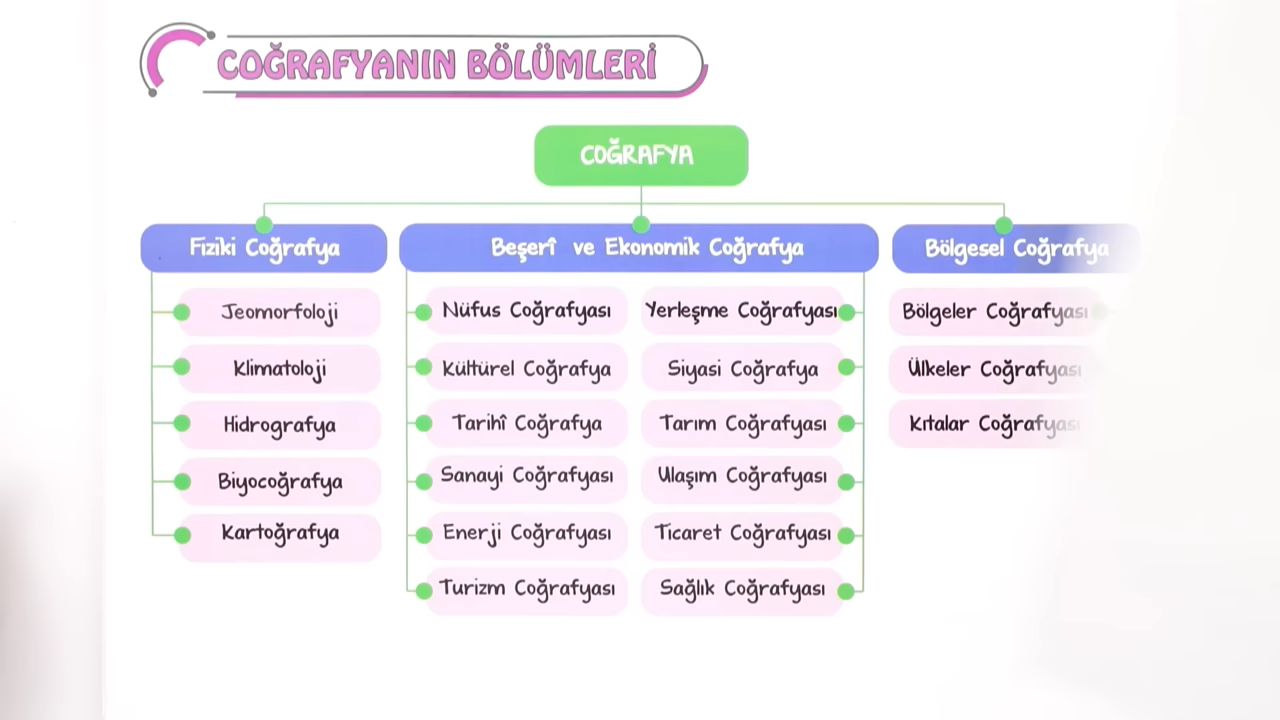 COĞRAFYANIN BÖLÜMLERİ
COĞRAFYA
Fiziki Coğrafya
Jeomorfoloji
Klimatoloji
Hidrografya
Biyocoğrafya
Kartoğrafya
Beşerî ve Ekonomik Coğrafya
Nüfus Coğrafyası
Kültürel Coğrafya
Tarihî Coğrafya
Sanayi Coğrafyası
Enerji Coğrafyası
Turizm Coğrafyası
Yerleşme Coğrafyası
Siyasi Coğrafya
Tarım Coğrafyası
Ulaşım Coğrafyası
Ticaret Coğrafyası
Sağlık Coğrafyası
Bölgesel Coğrafya
Bölgeler Coğrafyası
Ülkeler Coğrafyası
Kıtalar Coğrafyası